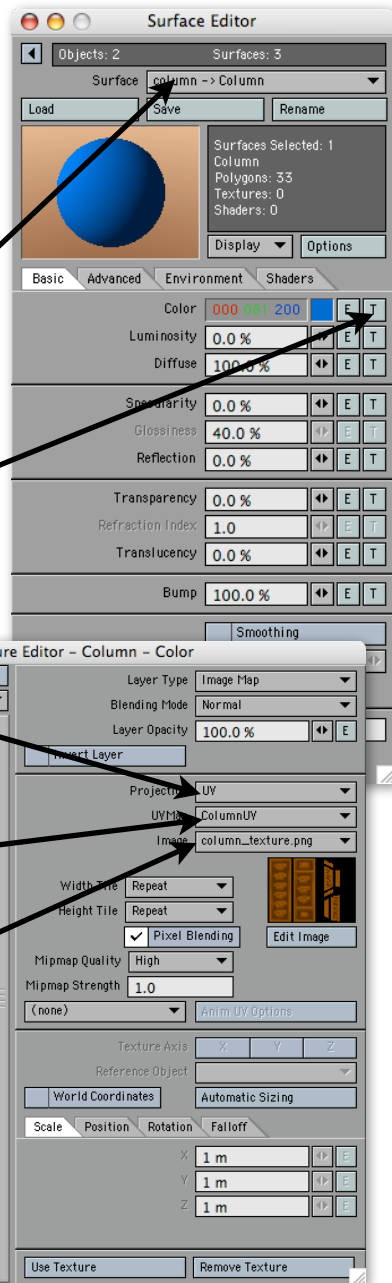 Surface Editor
Objects: 2 Surfaces: 3
Surface column -> Column
Load Save Rename
Surfaces Selected: 1
Column
Polygons: 33
Textures: 0
Shaders: 0
Display Options
Basic Advanced Environment Shaders
Color 000 081 200 E T
Luminosity 0.0 % E T
Diffuse 100.0 % E T
Specularity 0.0 % E T
Glossiness 40.0 % E T
Reflection 0.0 % E T
Transparency 0.0 % E T
Refraction Index 1.0 E T
Translucency 0.0 % E T
Bump 100.0 % E T
Smoothing
re Editor - Column - Color
Layer Type Image Map
Blending Mode Normal
Layer Opacity 100.0 % E
Invert Layer
Projection UV
UVMap ColumnUV
Image column_texture.png
Width Tile Repeat
Height Tile Repeat
Pixel Blending Edit Image
Mipmap Quality High
Mipmap Strength 1.0
(none) Anim UV Options
Texture Axis X Y Z
Reference Object
World Coordinates Automatic Sizing
Scale Position Rotation Falloff
X 1 m E
Y 1 m E
Z 1 m E
Use Texture Remove Texture